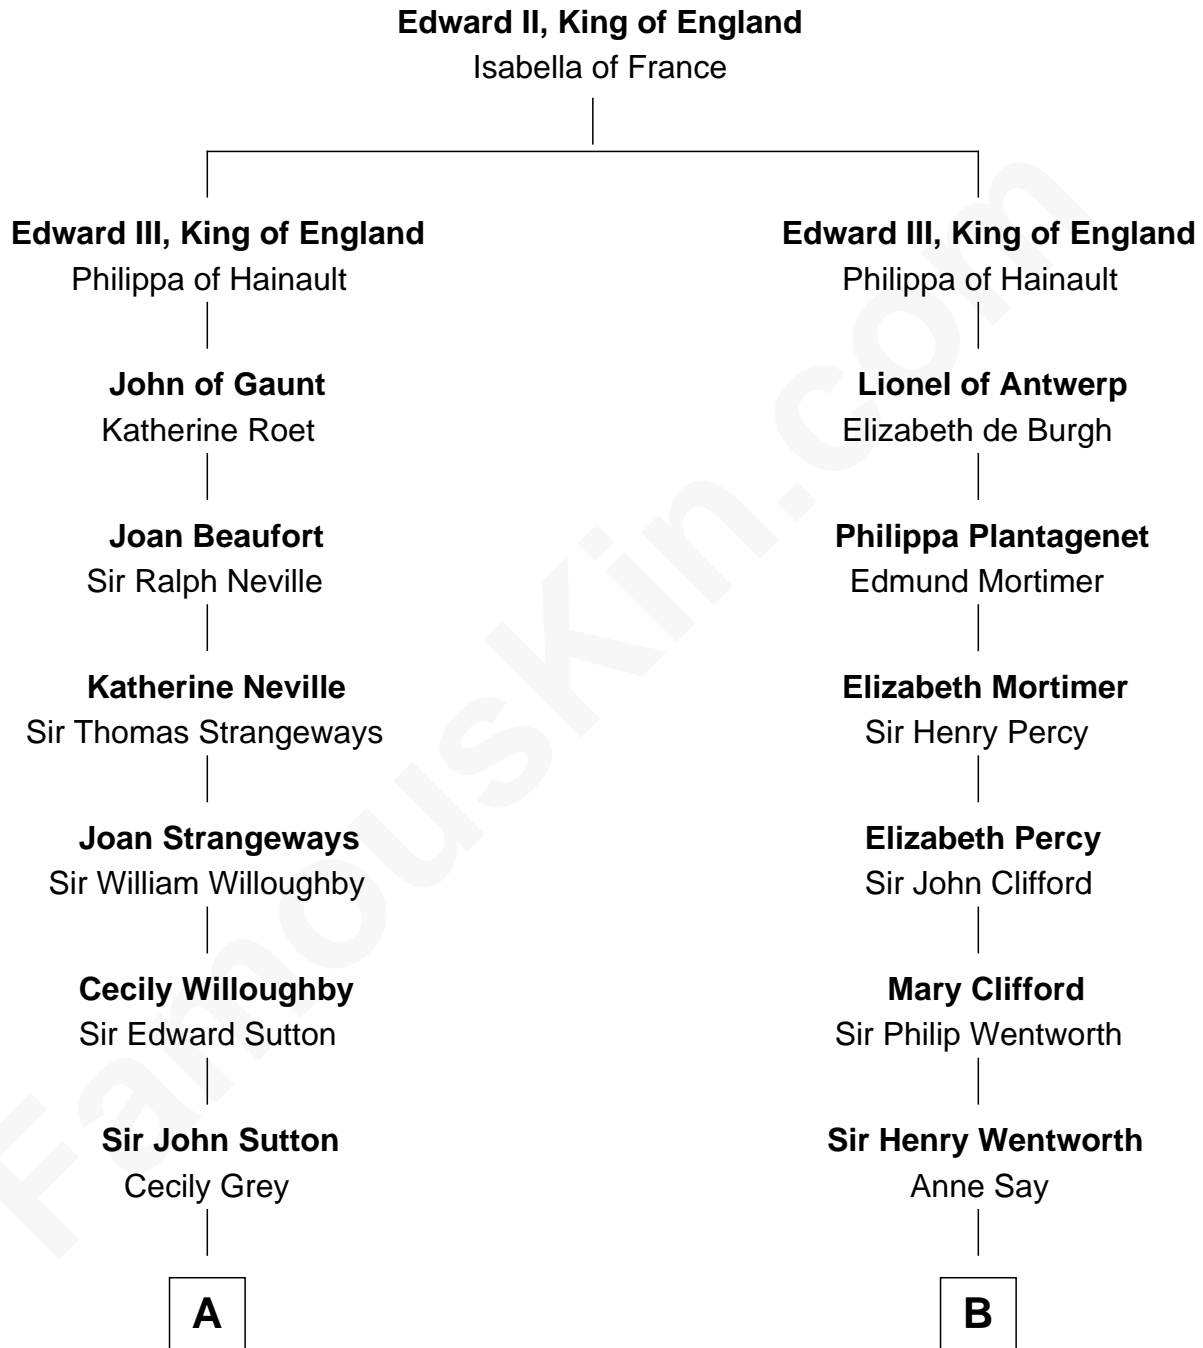 Edward II, King of England
Isabella of France
Edward III, King of England
Philippa of Hainault
Edward III, King of England
Philippa of Hainault
John of Gaunt
Katherine Roet
Lionel of Antwerp
Elizabeth de Burgh
Joan Beaufort
Sir Ralph Neville
Philippa Plantagenet
Edmund Mortimer
Katherine Neville
Sir Thomas Strangeways
Elizabeth Mortimer
Sir Henry Percy
Joan Strangeways
Sir William Willoughby
Elizabeth Percy
Sir John Clifford
Cecily Willoughby
Sir Edward Sutton
Mary Clifford
Sir Philip Wentworth
Sir John Sutton
Cecily Grey
Sir Henry Wentworth
Anne Say
A
B
FamousKin.com